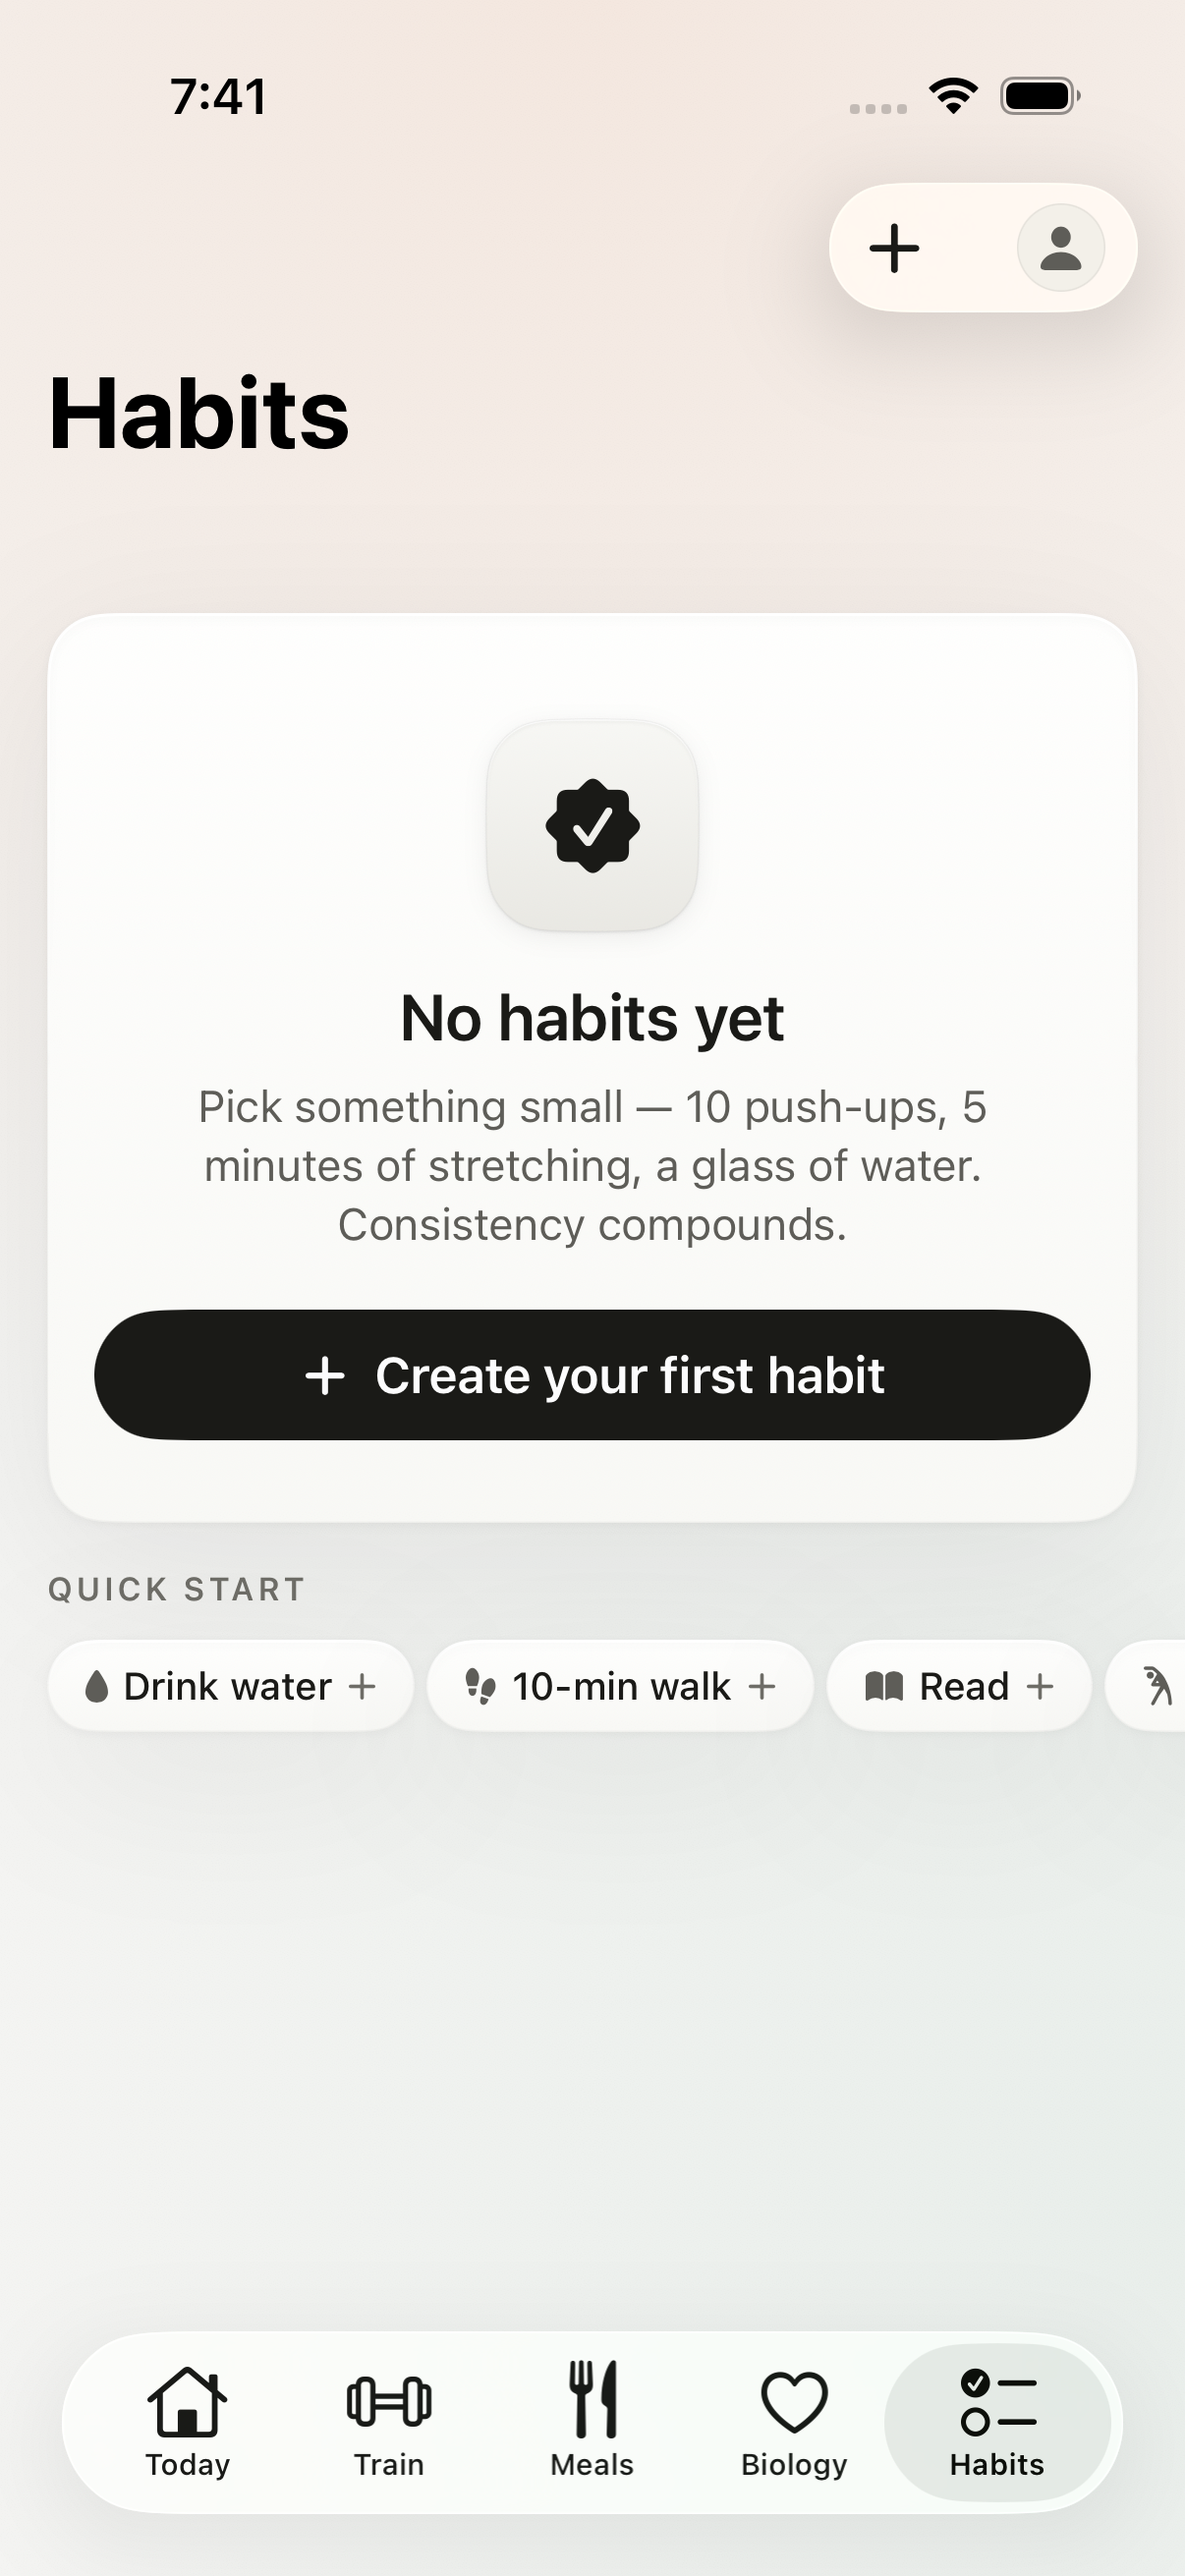 7:41
Habits
No habits yet
Pick something small — 10 push-ups, 5
minutes of stretching, a glass of water.
Consistency compounds.
Create your first habit
QUICK START
Drink water
10-min walk
Read
Today
Train
Meals
Biology
Habits